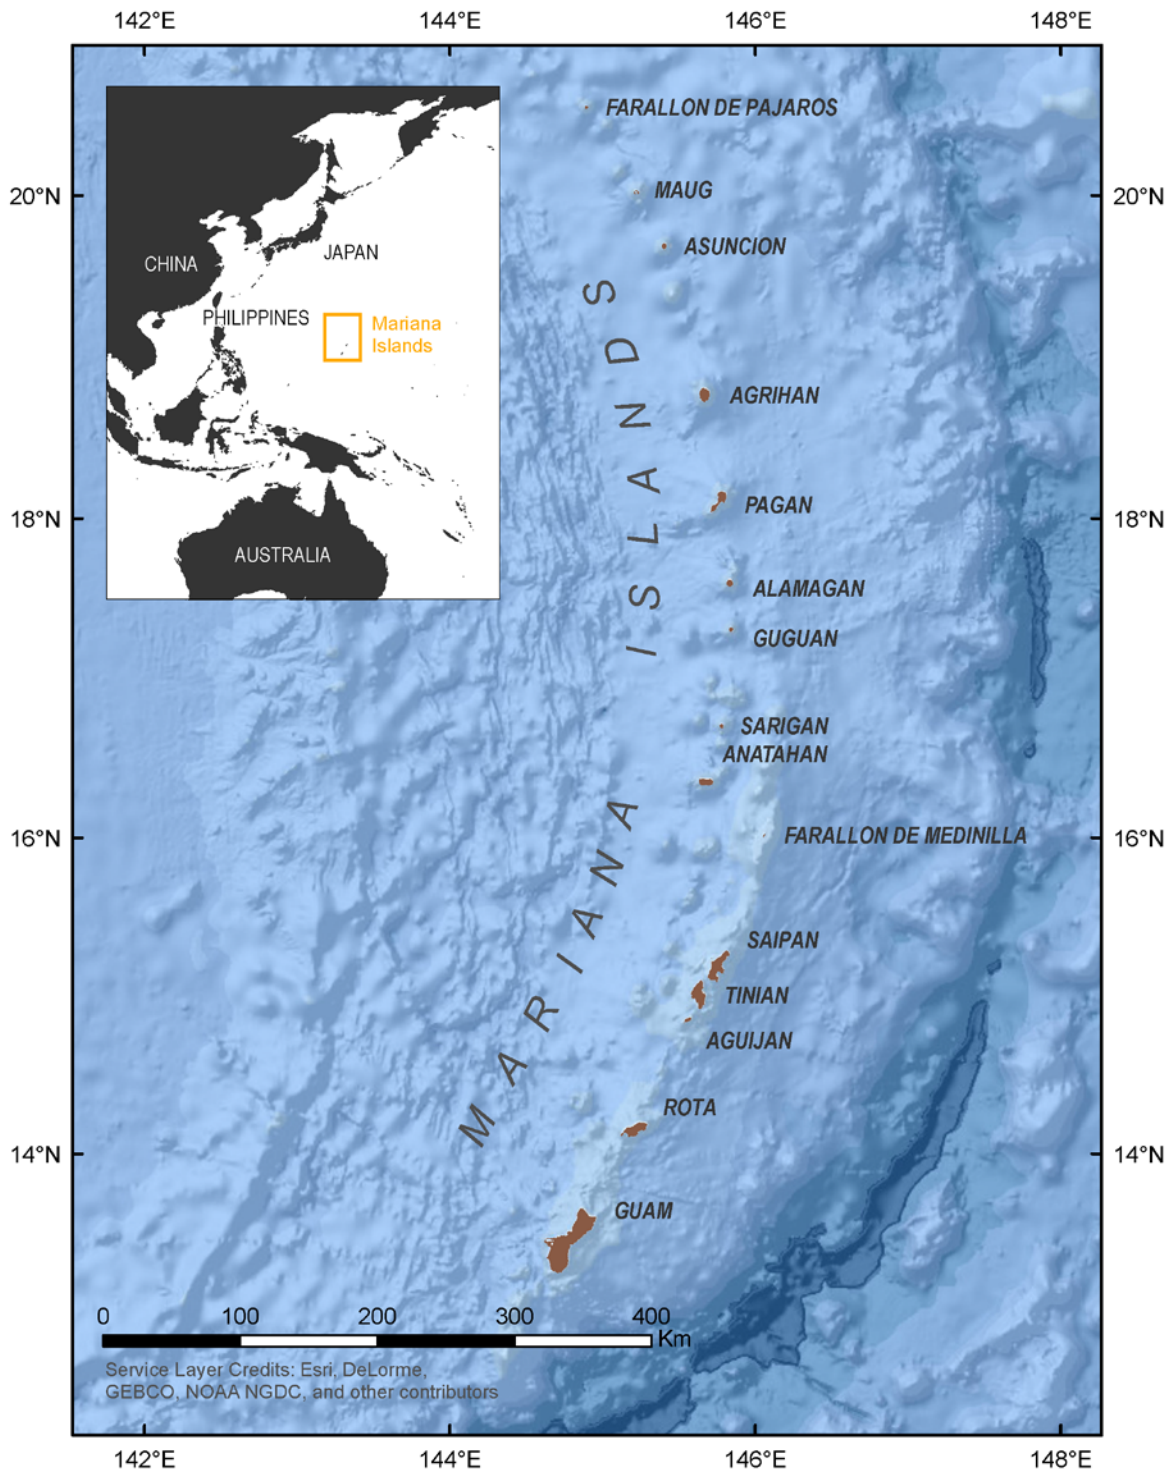 142°E 144°E 146°E 148°E
FARALLON DE PAJAROS
20°N MAUG 20°N
ASUNCION
CHINA
JAPAN
PHILIPPINES
Mariana
Islands
AUSTRALIA
AGRIHAN
PAGAN
18°N 18°N
ALAMAGAN
GUGUAN
SARIGAN
ANATAHAN
MARIANA ISLANDS
16°N FARALLON DE MEDINILLA 16°N
SAIPAN
TINIAN
AGUIJAN
ROTA
14°N 14°N
GUAM
0 100 200 300 400
Km
Service Layer Credits: Esri, DeLorme,
GEBCO, NOAA NGDC, and other contributors
142°E 144°E 146°E 148°E